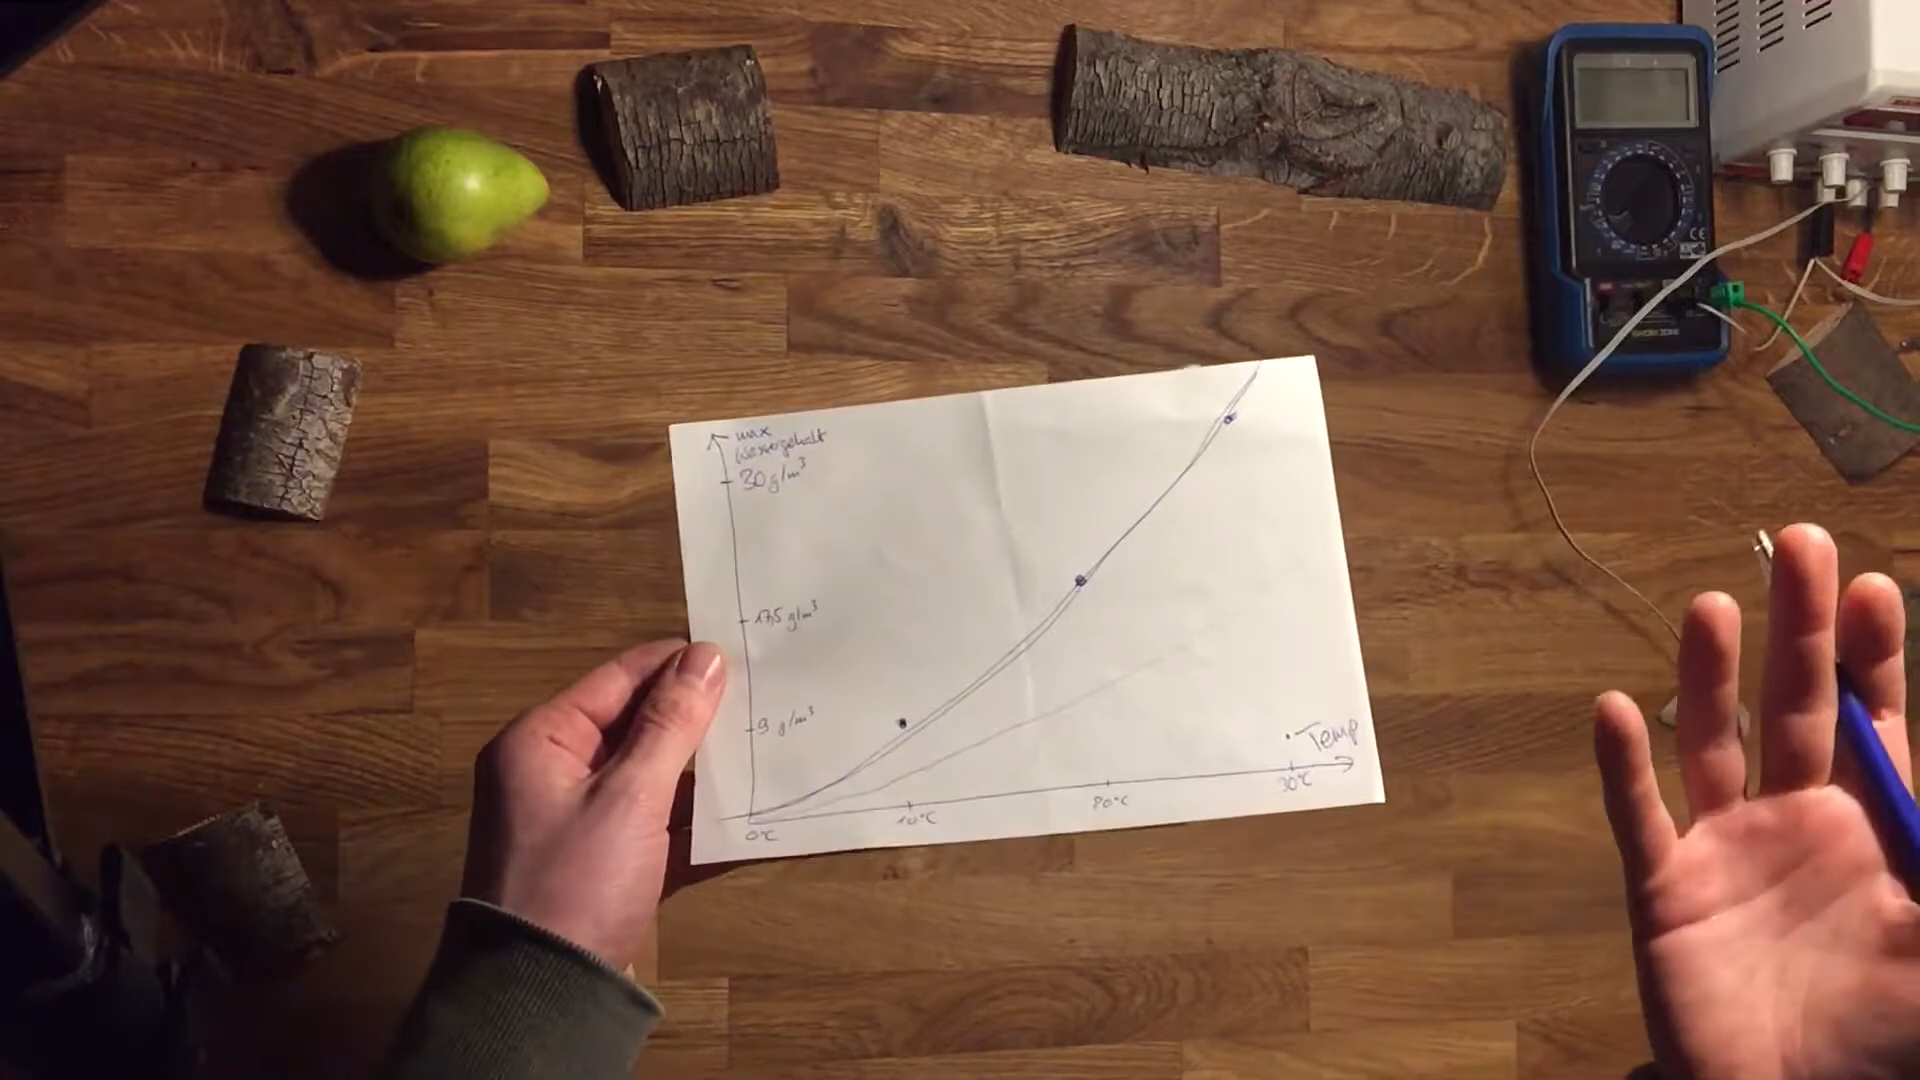 max
Wassergehalt
30 g/m³
17,5 g/m³
9 g/m³
Temp
0°C
10°C
20°C
30°C